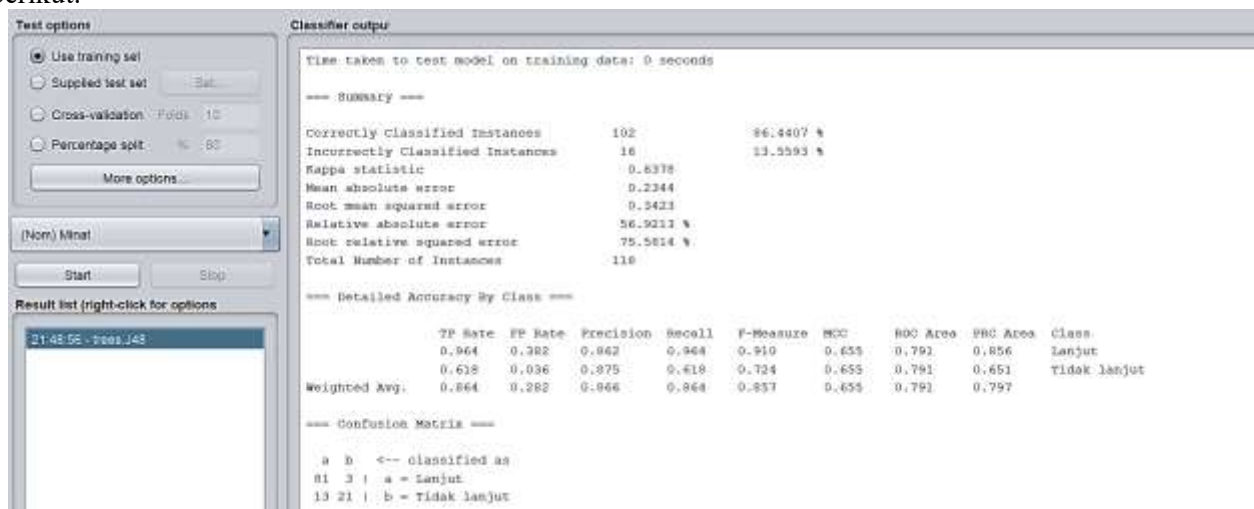 berikut:
Test options
Use training set
Supplied test set Set...
Cross-validation Folds 10
Percentage split %
More options...
(Nom) Minat
Start Stop
Result list (right-click for options
21:48:56 - trees.J48
Classifier outpu
Time taken to test model on training data: 0 seconds
=== Summary ===
Correctly Classified Instances 102 86.4407 %
Incorrectly Classified Instances 16 13.5593 %
Kappa statistic 0.6378
Mean absolute error 0.2344
Root mean squared error 0.3423
Relative absolute error 56.9213 %
Root relative squared error 75.5814 %
Total Number of Instances 118
=== Detailed Accuracy By Class ===
TP Rate FP Rate Precision Recall F-Measure MCC ROC Area PRC Area Class
0.964 0.382 0.862 0.964 0.910 0.655 0.791 0.856 Lanjut
0.618 0.036 0.875 0.618 0.724 0.655 0.791 0.651 Tidak lanjut
Weighted Avg. 0.864 0.282 0.866 0.864 0.857 0.655 0.791 0.797
=== Confusion Matrix ===
a b <-- classified as
81 3 | a = Lanjut
13 21 | b = Tidak lanjut